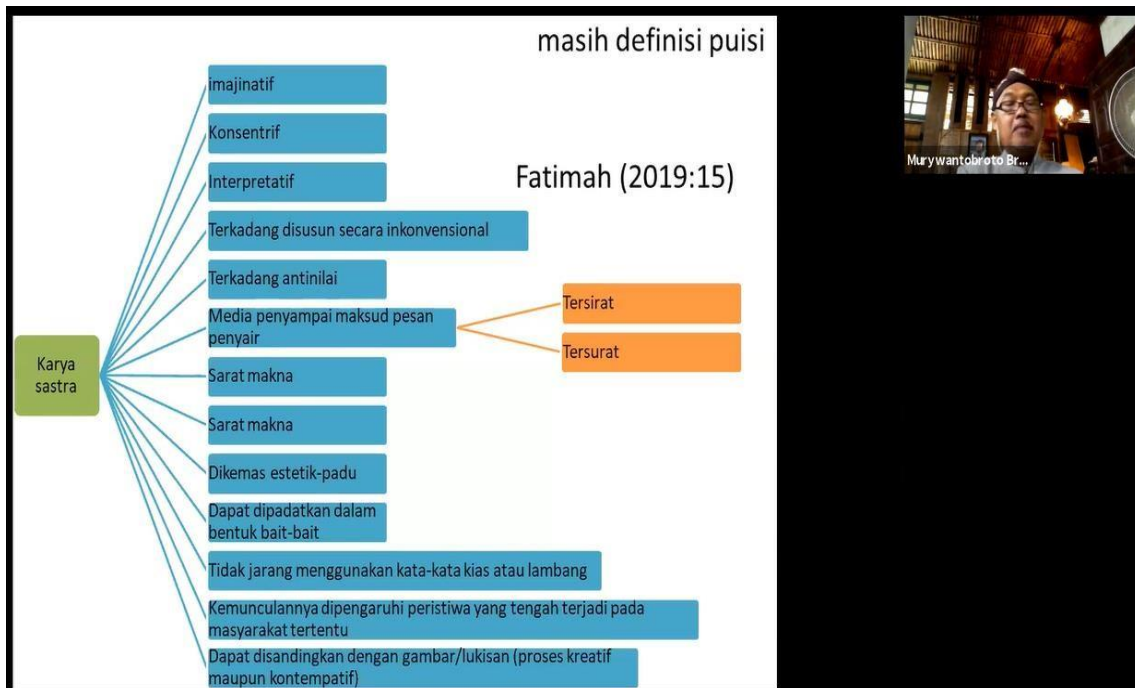 masih definisi puisi
Fatimah (2019:15)
Karya
sastra
imajinatif
Konsentrif
Interpretatif
Terkadang disusun secara inkonvensional
Terkadang antinilai
Media penyampai maksud pesan
penyair
Tersirat
Tersurat
Sarat makna
Sarat makna
Dikemas estetik-padu
Dapat dipadatkan dalam
bentuk bait-bait
Tidak jarang menggunakan kata-kata kias atau lambang
Kemunculannya dipengaruhi peristiwa yang tengah terjadi pada
masyarakat tertentu
Dapat disandingkan dengan gambar/lukisan (proses kreatif
maupun kontempatif)
Murywantobroto Br...